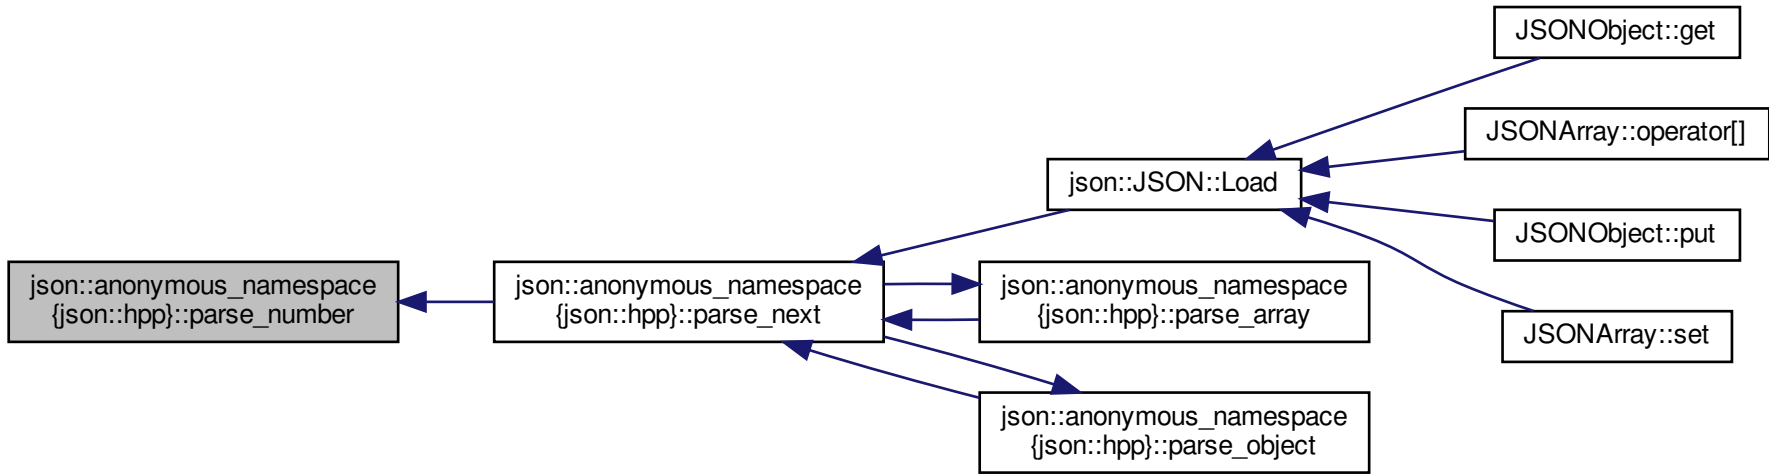 json::anonymous_namespace
{json::hpp}::parse_number
json::anonymous_namespace
{json::hpp}::parse_next
json::JSON::Load
json::anonymous_namespace
{json::hpp}::parse_array
json::anonymous_namespace
{json::hpp}::parse_object
JSONObject::get
JSONArray::operator[]
JSONObject::put
JSONArray::set